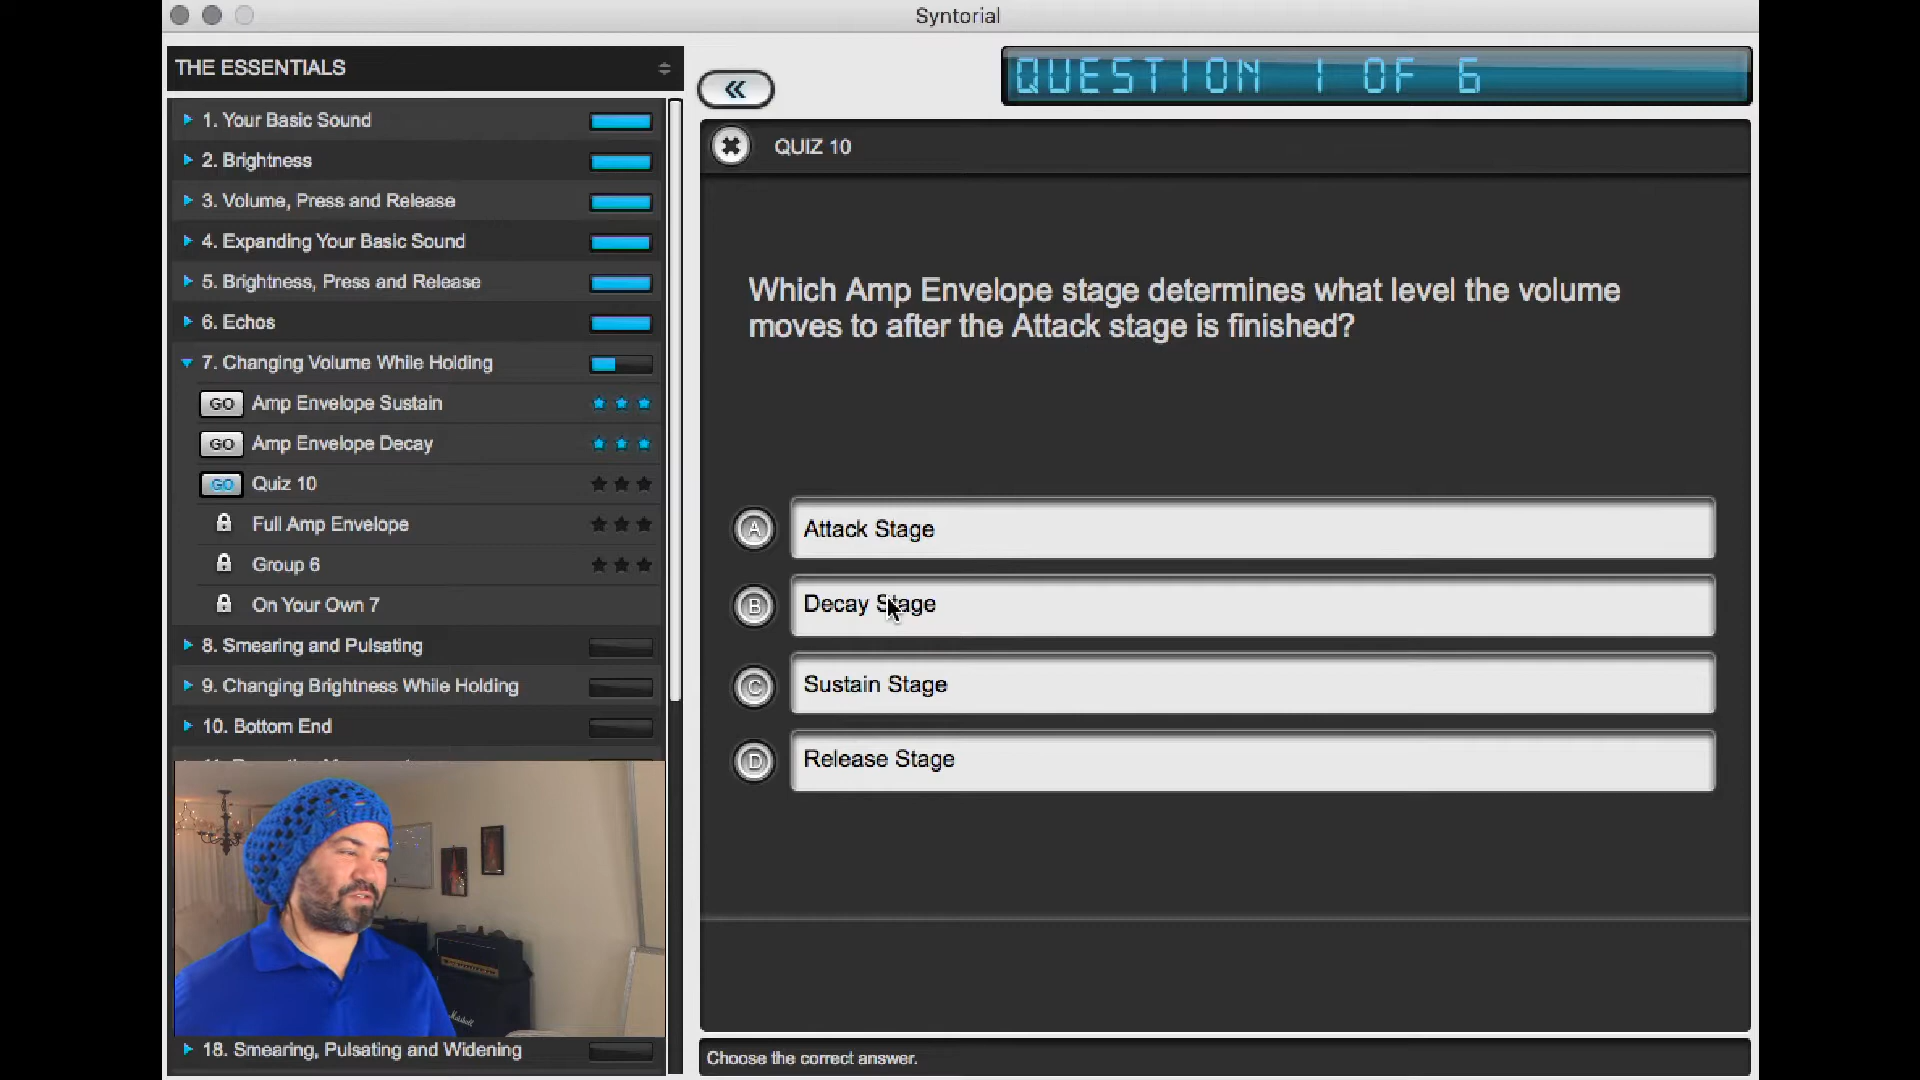 Syntorial
THE ESSENTIALS
QUESTION 1 OF 6
1. Your Basic Sound
2. Brightness
3. Volume, Press and Release
4. Expanding Your Basic Sound
5. Brightness, Press and Release
6. Echos
7. Changing Volume While Holding
GO Amp Envelope Sustain
GO Amp Envelope Decay
GO Quiz 10
Full Amp Envelope
Group 6
On Your Own 7
8. Smearing and Pulsating
9. Changing Brightness While Holding
10. Bottom End
Marshall
18. Smearing, Pulsating and Widening
QUIZ 10
Which Amp Envelope stage determines what level the volume
moves to after the Attack stage is finished?
A Attack Stage
B Decay Stage
C Sustain Stage
D Release Stage
Choose the correct answer.